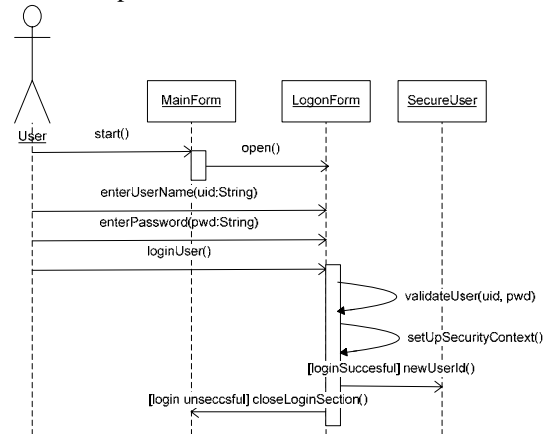 MainForm
LogonForm
SecureUser
User
start()
open()
enterUserName(uid:String)
enterPassword(pwd:String)
loginUser()
validateUser(uid, pwd)
setUpSecurityContext()
[loginSuccesful] newUserId()
[login unseccsful] closeLoginSection()